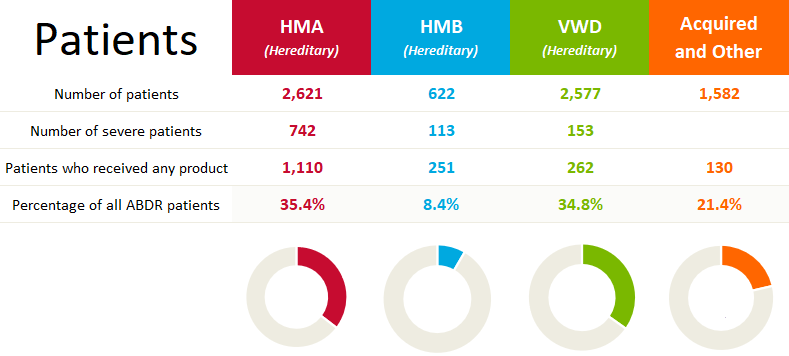 Patients
HMA
(Hereditary)
HMB
(Hereditary)
VWD
(Hereditary)
Acquired
and Other
Number of patients 2,621 622 2,577 1,582
Number of severe patients 742 113 153
Patients who received any product 1,110 251 262 130
Percentage of all ABDR patients 35.4% 8.4% 34.8% 21.4%